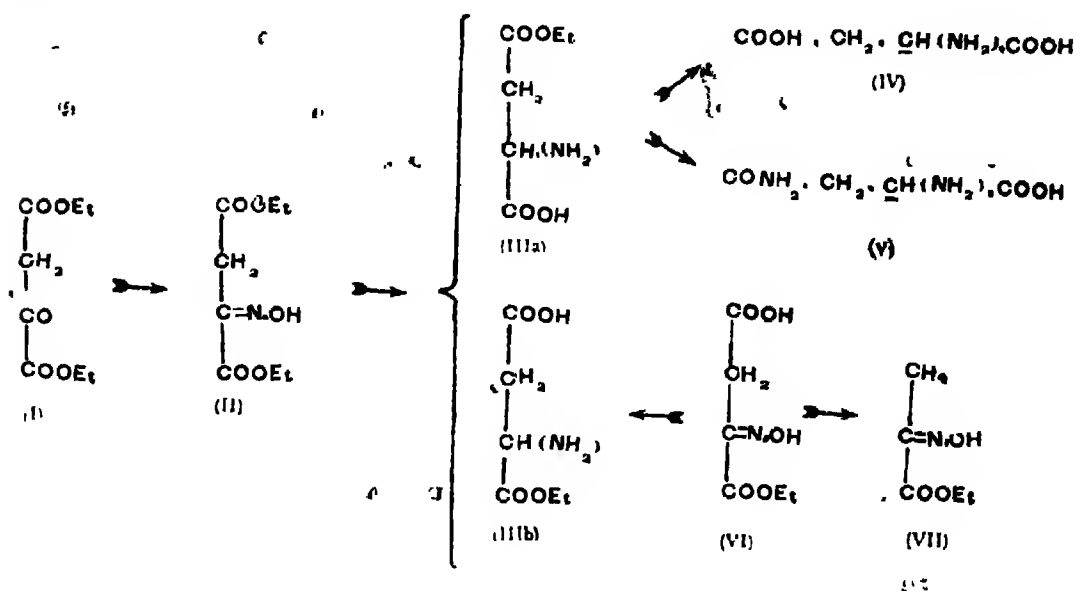 COOEt
CH₂
CH(NH₂)
COOH
(IIIa)
COOH . CH₂ . CH(NH₂).COOH
(IV)
CONH₂ . CH₂ . CH(NH₂).COOH
(V)
COOEt
CH₂
CO
COOEt
(I)
COOEt
CH₂
C=N.OH
COOEt
(II)
COOH
CH₂
CH(NH₂)
COOEt
(IIIb)
COOH
CH₂
C=N.OH
COOEt
(VI)
C=N.OH
COOEt
(VII)